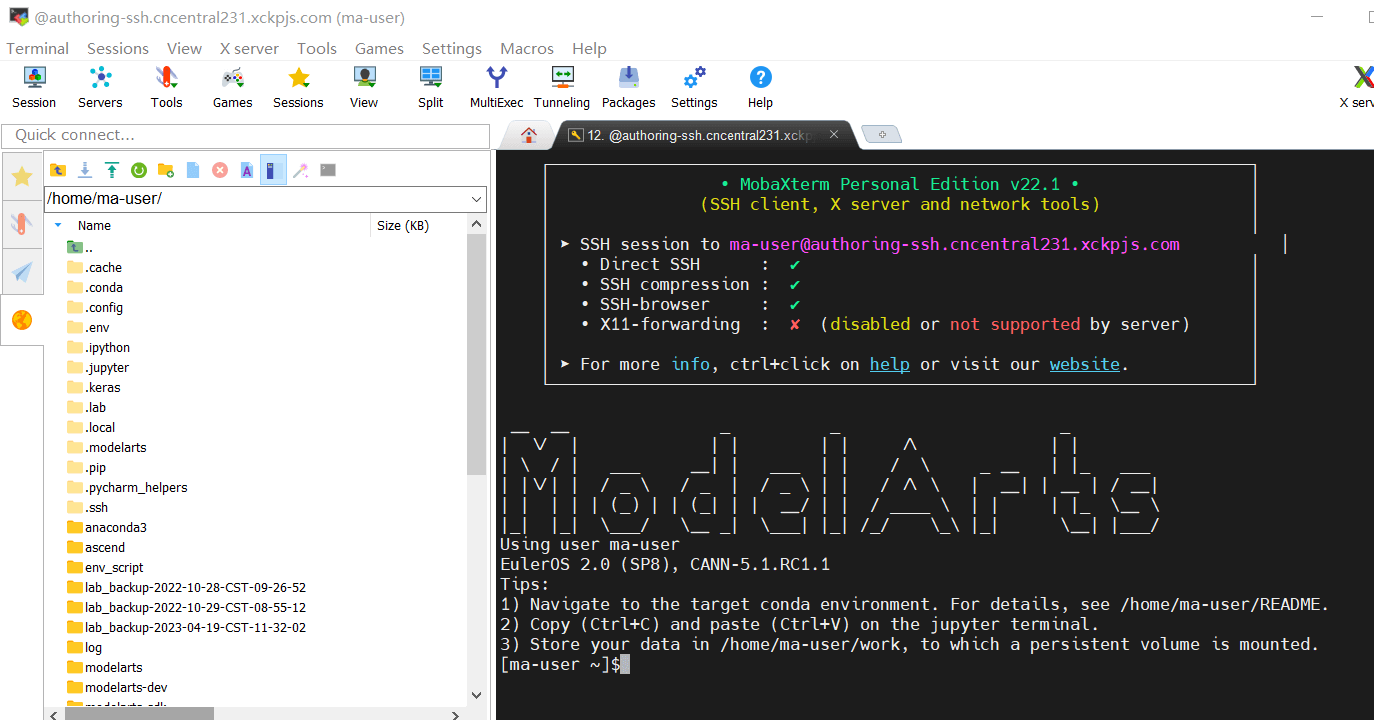 @authoring-ssh.cncentral231.xckpjs.com (ma-user)
Terminal Sessions View X server Tools Games Settings Macros Help
Session Servers Tools Games Sessions View Split MultiExec Tunneling Packages Settings Help X serv
Quick connect...
12. @authoring-ssh.cncentral231.xckp
/home/ma-user/
Name Size (KB)
..
.cache
.conda
.config
.env
.ipython
.jupyter
.keras
.lab
.local
.modelarts
.pip
.pycharm_helpers
.ssh
anaconda3
ascend
env_script
lab_backup-2022-10-28-CST-09-26-52
lab_backup-2022-10-29-CST-08-55-12
lab_backup-2023-04-19-CST-11-32-02
log
modelarts
modelarts-dev
• MobaXterm Personal Edition v22.1 •
(SSH client, X server and network tools)
➤ SSH session to ma-user@authoring-ssh.cncentral231.xckpjs.com
• Direct SSH : ✔
• SSH compression : ✔
• SSH-browser : ✔
• X11-forwarding : ✘ (disabled or not supported by server)
➤ For more info, ctrl+click on help or visit our website.
ModelArts
Using user ma-user
EulerOS 2.0 (SP8), CANN-5.1.RC1.1
Tips:
1) Navigate to the target conda environment. For details, see /home/ma-user/README.
2) Copy (Ctrl+C) and paste (Ctrl+V) on the jupyter terminal.
3) Store your data in /home/ma-user/work, to which a persistent volume is mounted.
[ma-user ~]$